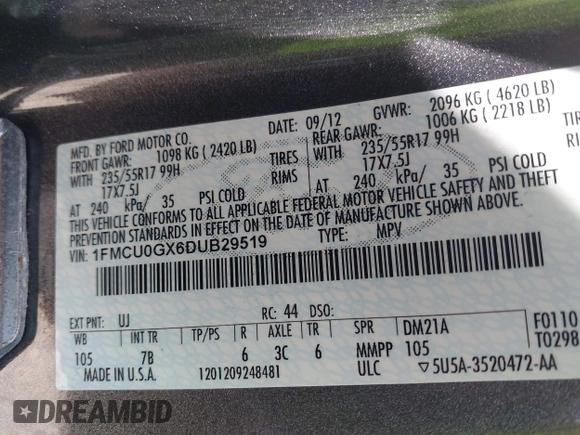 MFD. BY FORD MOTOR CO.
DATE: 09/12
GVWR: 2096 KG ( 4620 LB)
FRONT GAWR: 1098 KG ( 2420 LB)
REAR GAWR: 1006 KG ( 2218 LB)
WITH 235/55R17 99H TIRES
WITH 235/55R17 99H
17X7.5J RIMS
17X7.5J
AT 240 kPa/ 35 PSI COLD
AT 240 kPa/ 35 PSI COLD
THIS VEHICLE CONFORMS TO ALL APPLICABLE FEDERAL MOTOR VEHICLE SAFETY AND THEFT
PREVENTION STANDARDS IN EFFECT ON THE DATE OF MANUFACTURE SHOWN ABOVE.
VIN: 1FMCU0GX6DUB29519
TYPE: MPV
EXT PNT: UJ RC: 44 DSO:
WB INT TR TP/PS R AXLE TR SPR DM21A F0110
105 7B 6 3C 6 MMPP 105 T0298
MADE IN U.S.A. 1201209248481 ULC ▽5U5A-3520472-AA
DREAMBID